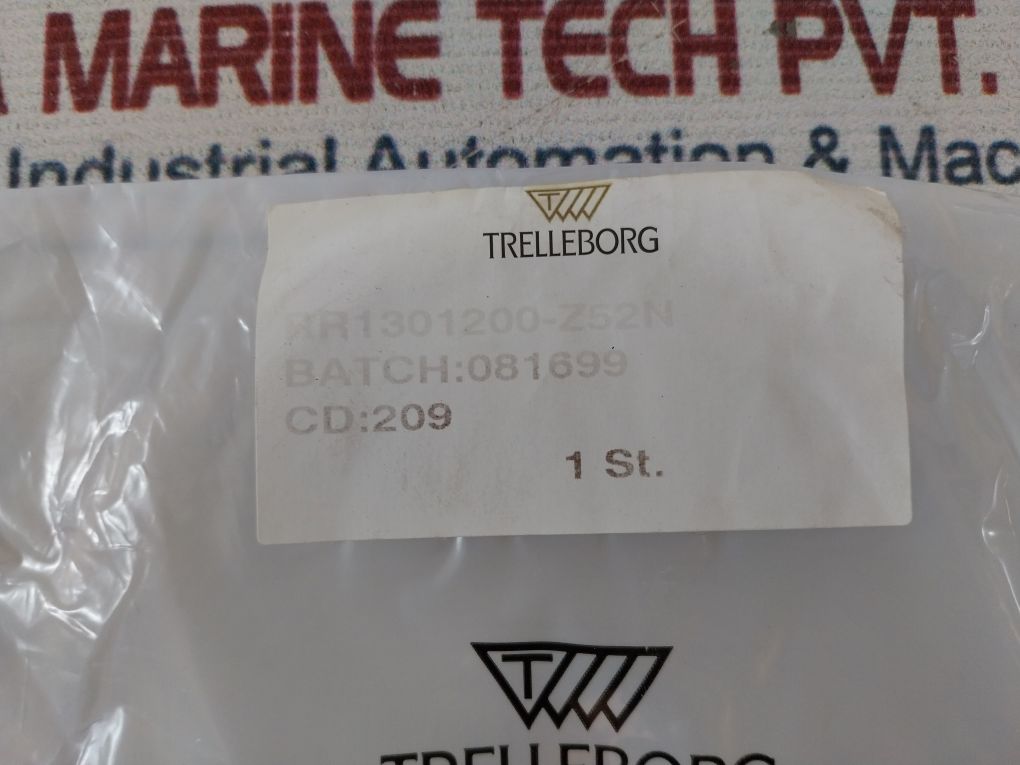 MARINE TECH PVT.
Industrial Automation & Mac
TRELLEBORG
RR1301200-Z52N
BATCH:081699
CD:209
1 St.
TRELLEBORG